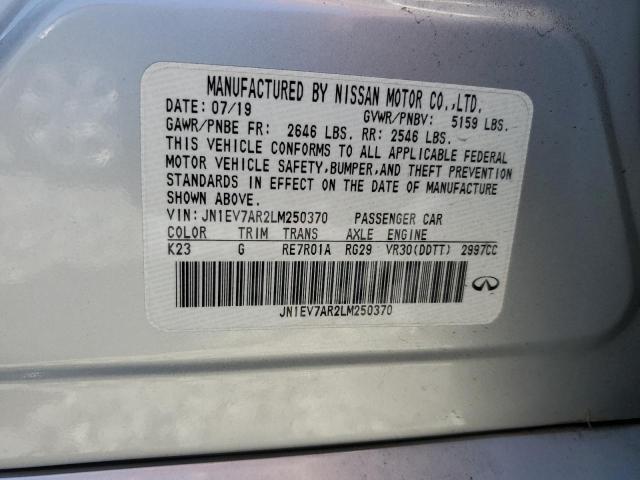 MANUFACTURED BY NISSAN MOTOR CO.,LTD.
DATE: 07/19 GVWR/PNBV: 5159 LBS.
GAWR/PNBE FR: 2646 LBS. RR: 2546 LBS.
THIS VEHICLE CONFORMS TO ALL APPLICABLE FEDERAL
MOTOR VEHICLE SAFETY,BUMPER,AND THEFT PREVENTION
STANDARDS IN EFFECT ON THE DATE OF MANUFACTURE
SHOWN ABOVE.
VIN: JN1EV7AR2LM250370 PASSENGER CAR
COLOR TRIM TRANS AXLE ENGINE
K23 G RE7R01A RG29 VR30(DDTT) 2997CC
JN1EV7AR2LM250370